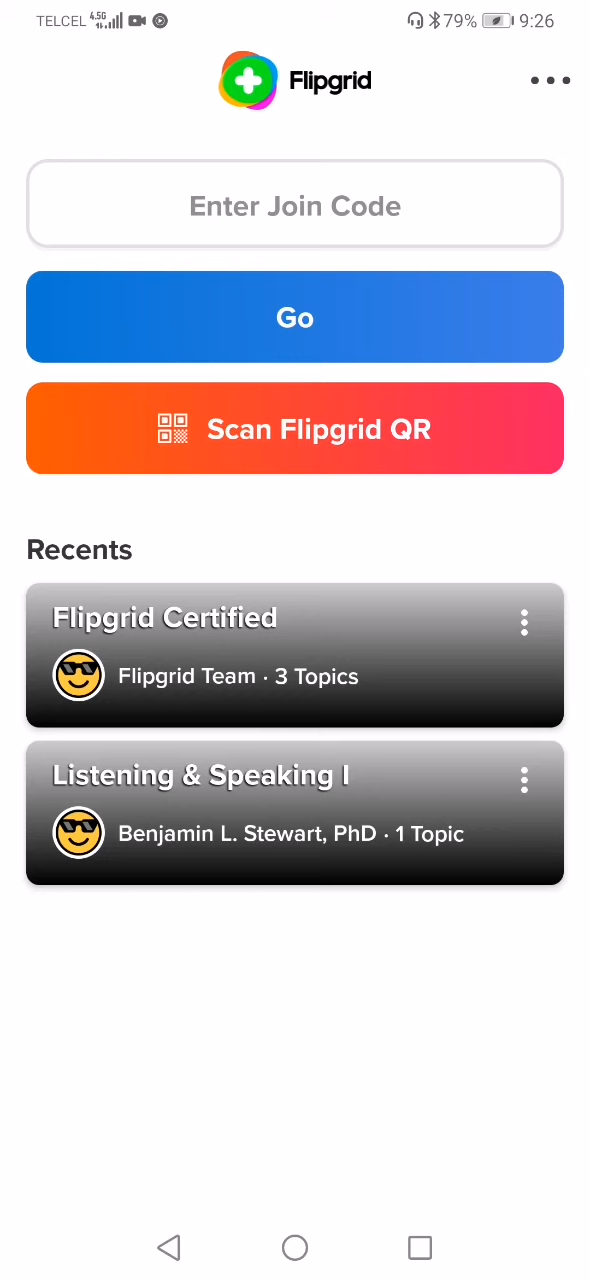 TELCEL 4.5G 79% 9:26
Flipgrid
Enter Join Code
Go
Scan Flipgrid QR
Recents
Flipgrid Certified
Flipgrid Team · 3 Topics
Listening & Speaking I
Benjamin L. Stewart, PhD · 1 Topic